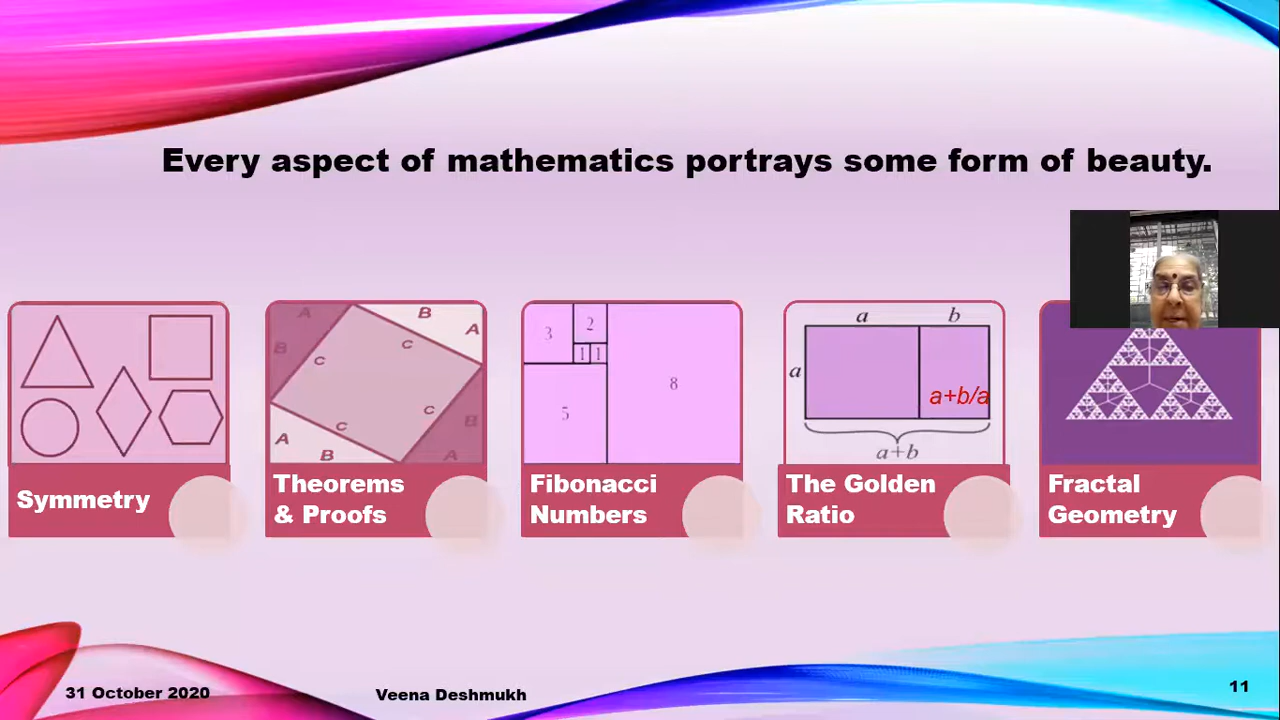 Every aspect of mathematics portrays some form of beauty.
A
B
A
B
C
C
C
C
A
B
B
A
3
2
1 1
8
5
a
b
a
a+b/a
a+b
Symmetry
Theorems
& Proofs
Fibonacci
Numbers
The Golden
Ratio
Fractal
Geometry
31 October 2020
Veena Deshmukh
11